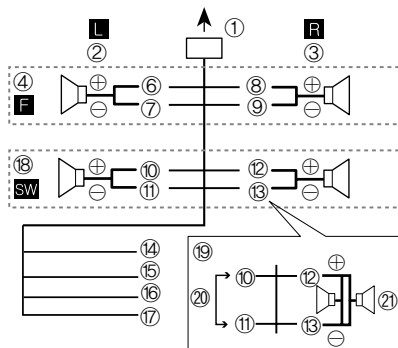 L ① R
② ③
④ ⊕ ⑥ ⑧ ⊕
F ⊖ ⑦ ⑨ ⊖
⑱ ⊕ ⑩ ⑫ ⊕
SW ⊖ ⑪ ⑬ ⊖
⑭
⑮
⑯
⑰
⑲
⑳ ⑩ ⑫ ⊕ ㉑
⑪ ⑬ ⊖